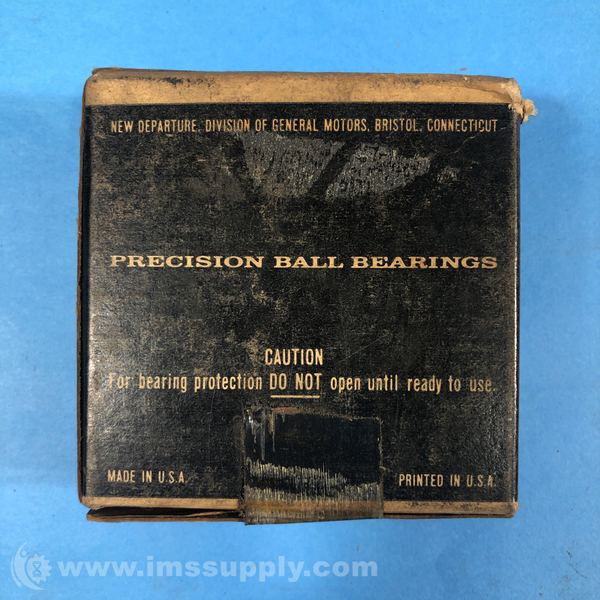 NEW DEPARTURE, DIVISION OF GENERAL MOTORS, BRISTOL, CONNECTICUT
PRECISION BALL BEARINGS
CAUTION
For bearing protection DO NOT open until ready to use.
MADE IN U.S.A.
PRINTED IN U.S.A.
www.imssupply.com